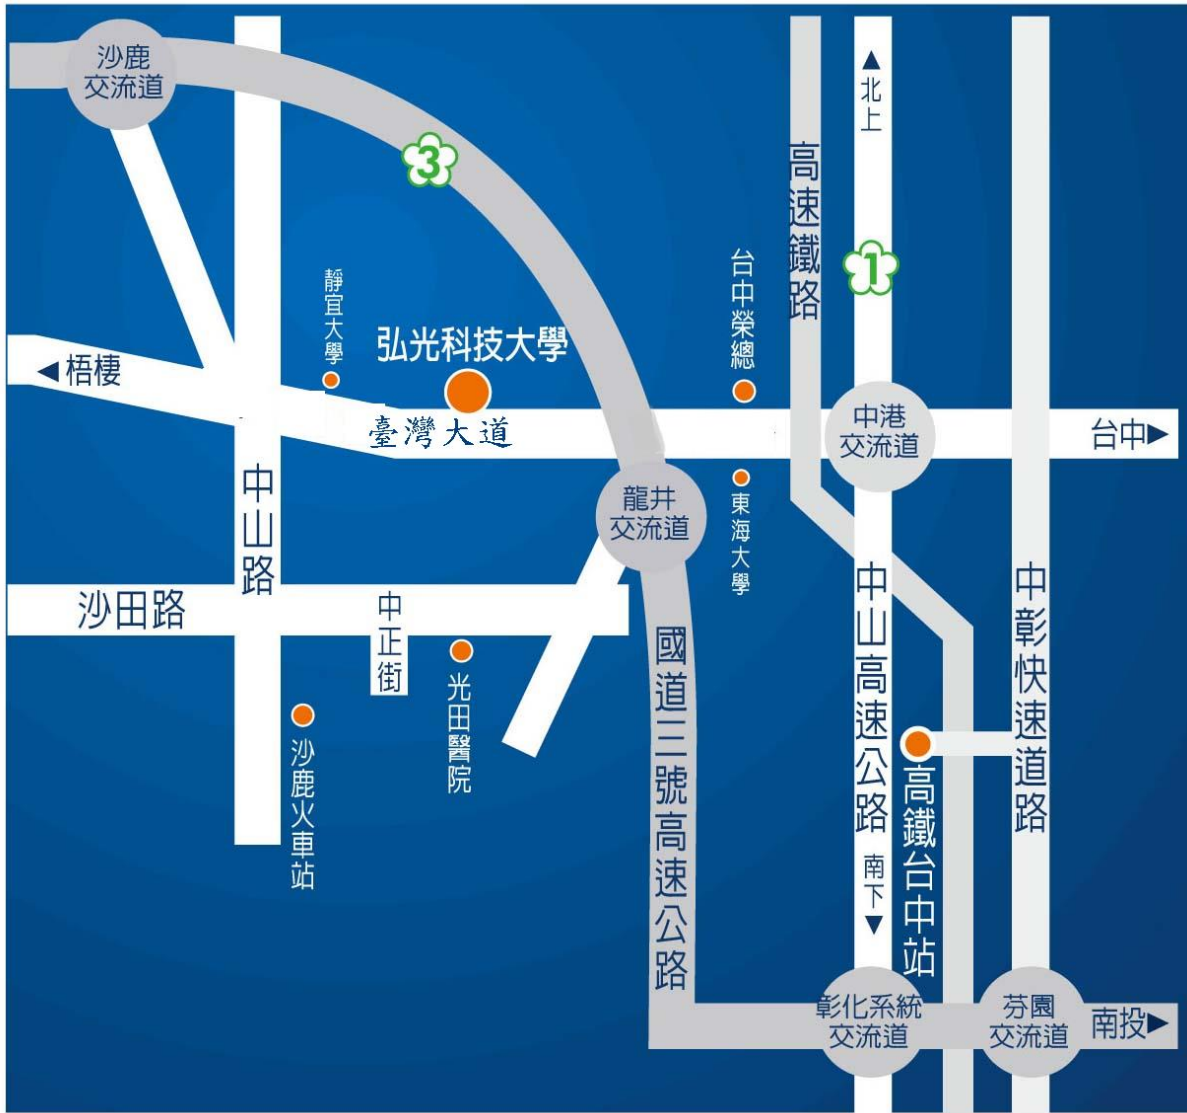 沙鹿
交流道
▲北上
3
高速鐵路
1
台中榮總
靜宜大學
弘光科技大學
◀梧棲
臺灣大道
中港
交流道
台中▶
中山路
龍井
交流道
東海大學
沙田路
中正街
中山高速公路
中彰快速道路
國道三號高速公路
光田醫院
沙鹿火車站
高鐵台中站
南下▼
彰化系統
交流道
芬園
交流道
南投▶